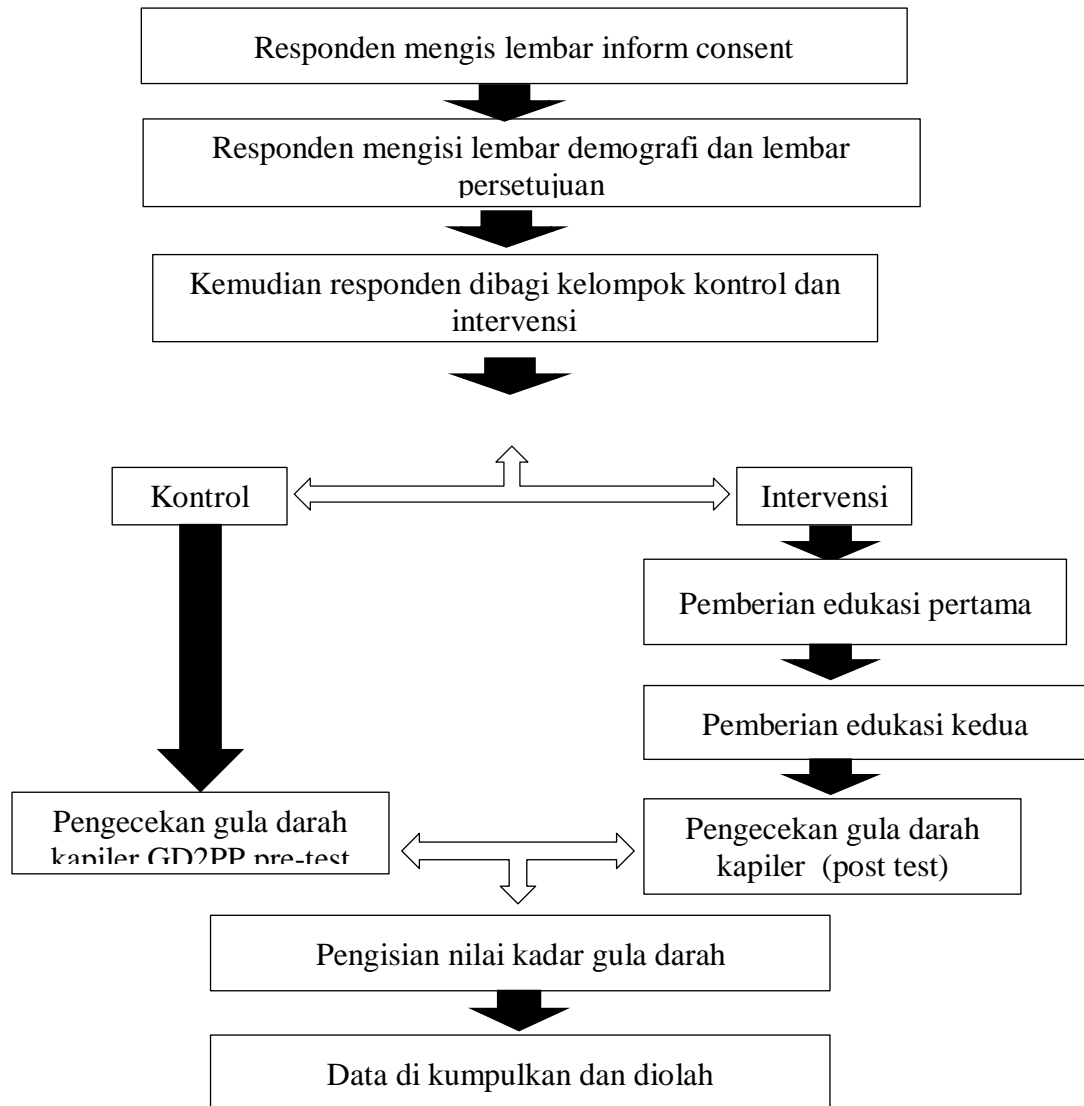 Responden mengis lembar inform consent
Responden mengisi lembar demografi dan lembar
persetujuan
Kemudian responden dibagi kelompok kontrol dan
intervensi
Kontrol
Intervensi
Pemberian edukasi pertama
Pemberian edukasi kedua
Pengecekan gula darah
kapiler GD2PP pre-test
Pengecekan gula darah
kapiler (post test)
Pengisian nilai kadar gula darah
Data di kumpulkan dan diolah